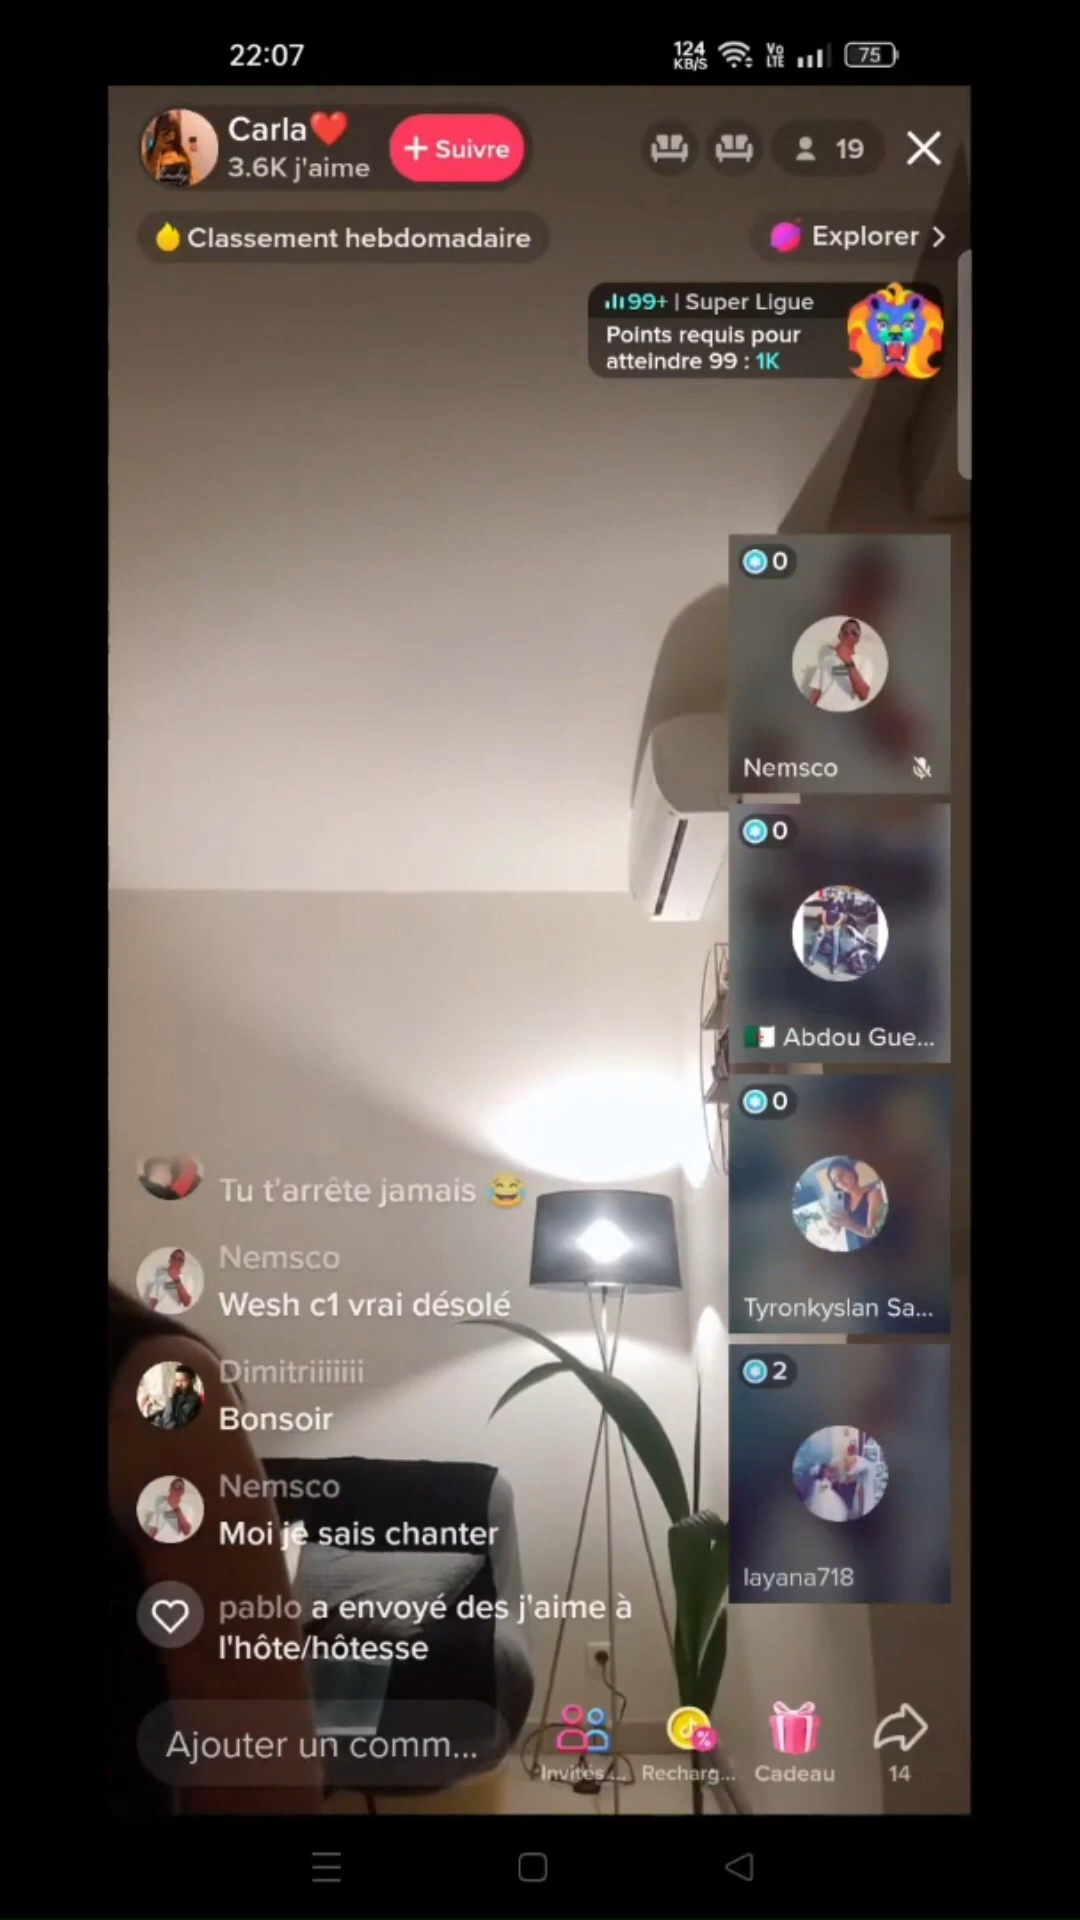 22:07
124 KB/S
Vo LTE
75
Carla❤️
3.6K j'aime
+ Suivre
19
Classement hebdomadaire
Explorer >
99+ | Super Ligue
Points requis pour
atteindre 99 : 1K
0
Nemsco
0
🇩🇿 Abdou Gue...
0
Tyronkyslan Sa...
2
layana718
Tu t'arrête jamais 😂
Nemsco
Wesh c1 vrai désolé
Dimitriiiiiii
Bonsoir
Nemsco
Moi je sais chanter
pablo a envoyé des j'aime à
l'hôte/hôtesse
Ajouter un comm...
Invités ...
Recharg...
Cadeau
14